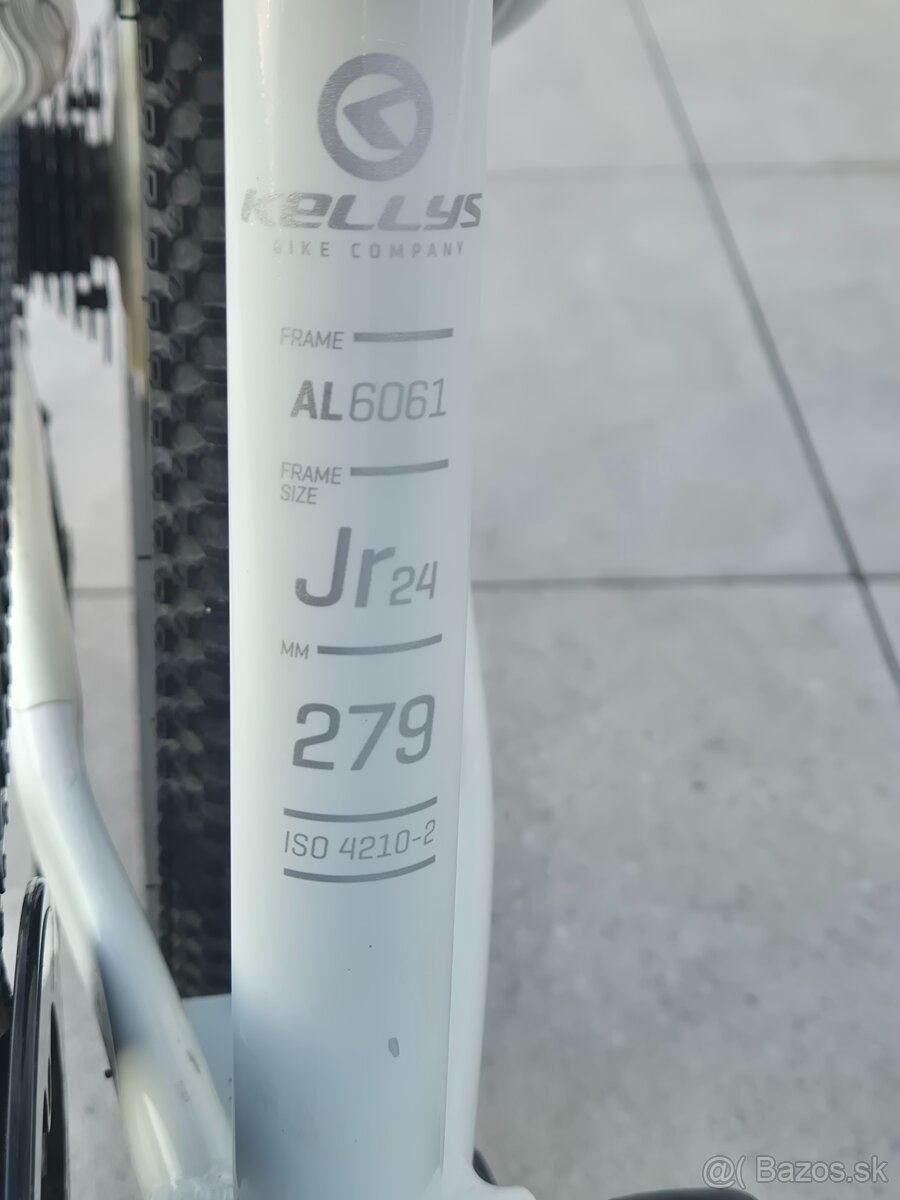 KELLYS
BIKE COMPANY
FRAME
AL6061
FRAME
SIZE
Jr24
MM
279
ISO 4210-2
@( Bazos.sk